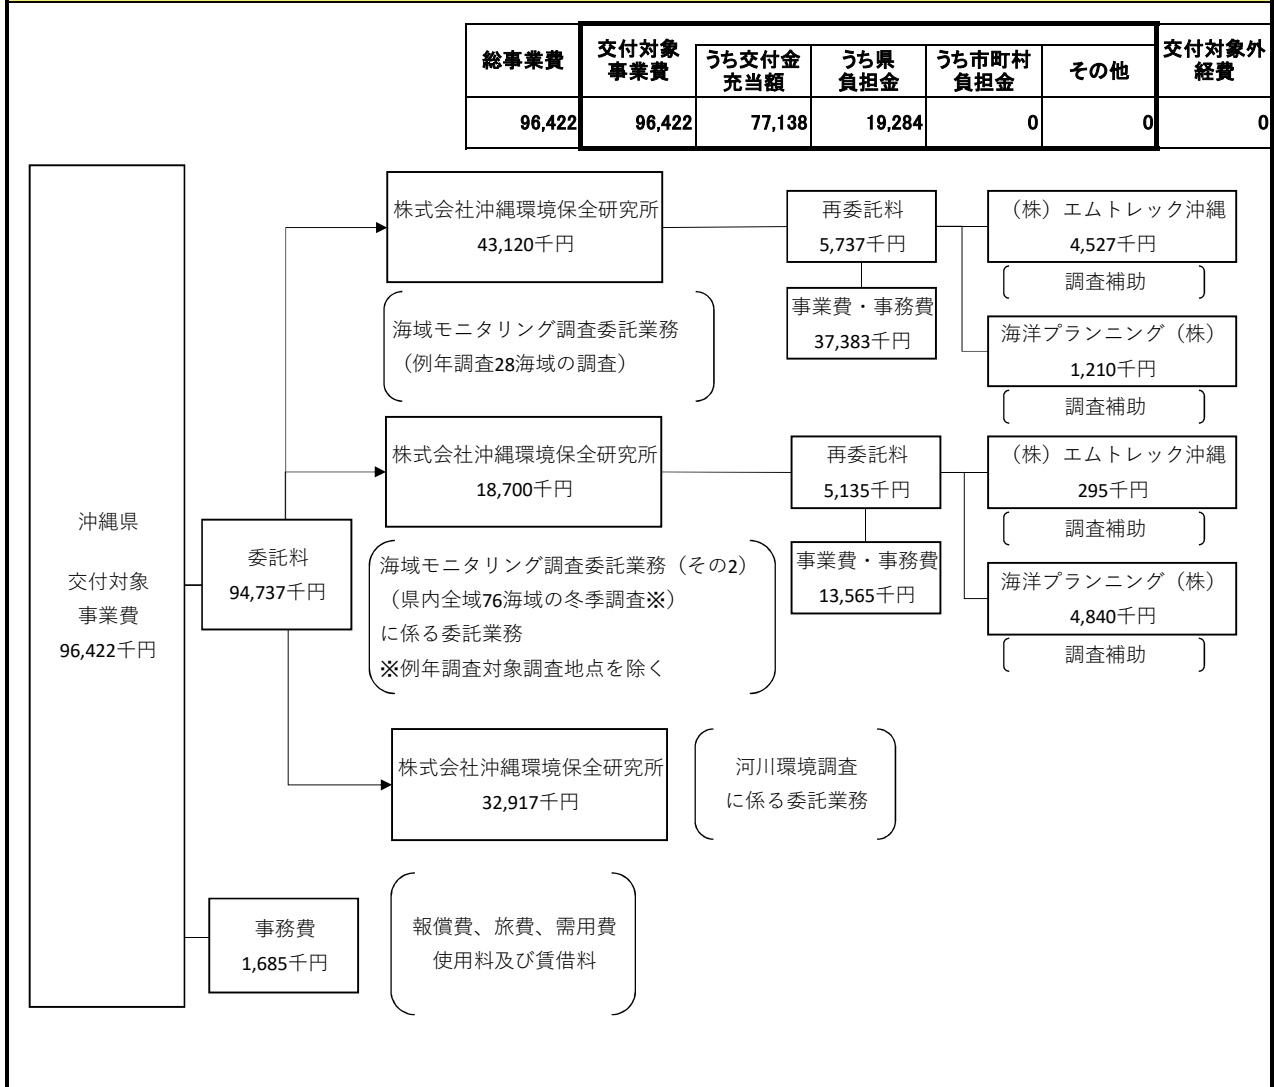 総事業費
交付対象
事業費
うち交付金
充当額
うち県
負担金
うち市町村
負担金
その他
交付対象外
経費
96,422
96,422
77,138
19,284
0
0
0
沖縄県
交付対象
事業費
96,422千円
委託料
94,737千円
株式会社沖縄環境保全研究所
43,120千円
海域モニタリング調査委託業務
（例年調査28海域の調査）
再委託料
5,737千円
事業費・事務費
37,383千円
（株）エムトレック沖縄
4,527千円
調査補助
海洋プランニング（株）
1,210千円
調査補助
株式会社沖縄環境保全研究所
18,700千円
海域モニタリング調査委託業務（その2）
（県内全域76海域の冬季調査※）
に係る委託業務
※例年調査対象調査地点を除く
再委託料
5,135千円
事業費・事務費
13,565千円
（株）エムトレック沖縄
295千円
調査補助
海洋プランニング（株）
4,840千円
調査補助
株式会社沖縄環境保全研究所
32,917千円
河川環境調査
に係る委託業務
事務費
1,685千円
報償費、旅費、需用費
使用料及び賃借料